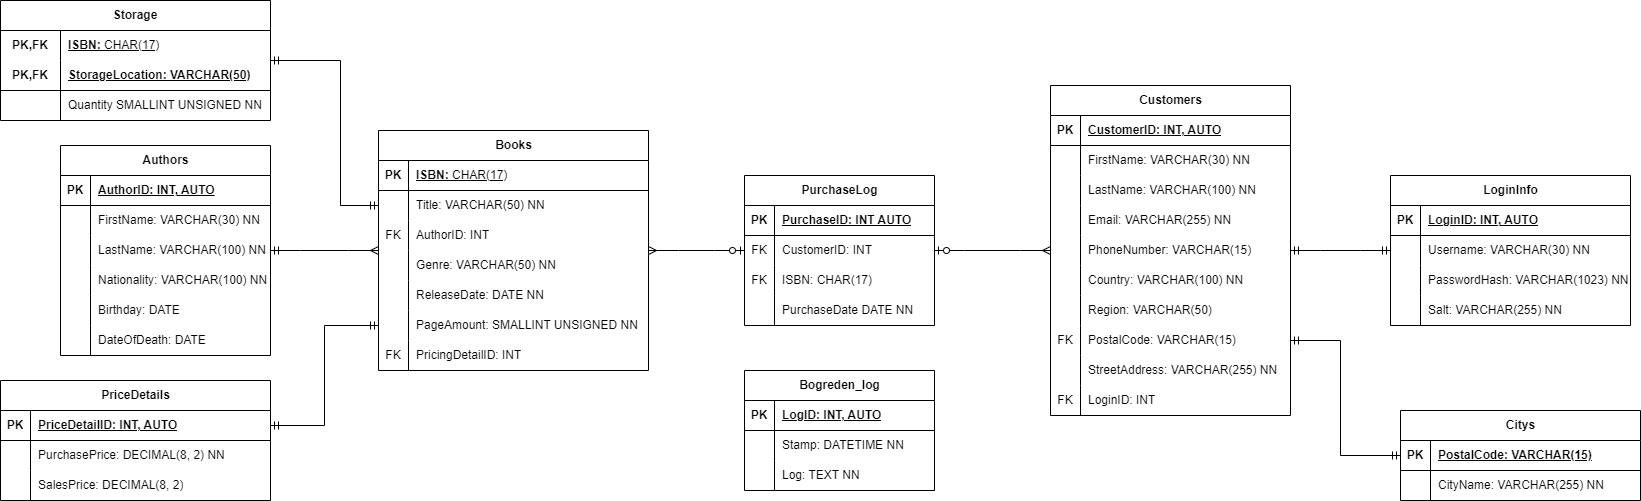 Storage
PK,FK ISBN: CHAR(17)
PK,FK StorageLocation: VARCHAR(50)
Quantity SMALLINT UNSIGNED NN
Authors
PK AuthorID: INT, AUTO
FirstName: VARCHAR(30) NN
LastName: VARCHAR(100) NN
Nationality: VARCHAR(100) NN
Birthday: DATE
DateOfDeath: DATE
PriceDetails
PK PriceDetailID: INT, AUTO
PurchasePrice: DECIMAL(8, 2) NN
SalesPrice: DECIMAL(8, 2)
Books
PK ISBN: CHAR(17)
Title: VARCHAR(50) NN
FK AuthorID: INT
Genre: VARCHAR(50) NN
ReleaseDate: DATE NN
PageAmount: SMALLINT UNSIGNED NN
FK PricingDetailID: INT
PurchaseLog
PK PurchaseID: INT AUTO
FK CustomerID: INT
FK ISBN: CHAR(17)
PurchaseDate DATE NN
Bogreden_log
PK LogID: INT, AUTO
Stamp: DATETIME NN
Log: TEXT NN
Customers
PK CustomerID: INT, AUTO
FirstName: VARCHAR(30) NN
LastName: VARCHAR(100) NN
Email: VARCHAR(255) NN
PhoneNumber: VARCHAR(15)
Country: VARCHAR(100) NN
Region: VARCHAR(50)
FK PostalCode: VARCHAR(15)
StreetAddress: VARCHAR(255) NN
FK LoginID: INT
LoginInfo
PK LoginID: INT, AUTO
Username: VARCHAR(30) NN
PasswordHash: VARCHAR(1023) NN
Salt: VARCHAR(255) NN
Citys
PK PostalCode: VARCHAR(15)
CityName: VARCHAR(255) NN